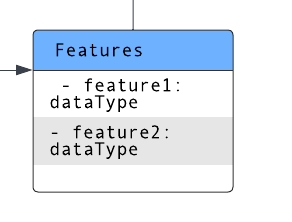 Features
- feature1:
dataType
- feature2:
dataType